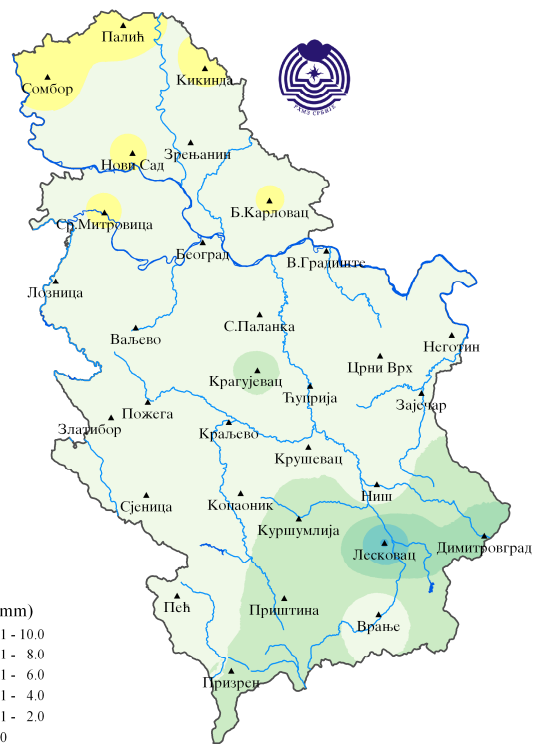 Палић
Сомбор
Кикинда
РХМЗ СРБИЈЕ
Зрењанин
Нови Сад
Б.Карловац
Ср.Митровица
Београд
В.Градиште
Лозница
С.Паланка
Ваљево
Неготин
Црни Врх
Крагујевац
Ћуприја
Зајечар
Пожега
Златибор
Краљево
Крушевац
Ниш
Сјеница
Копаоник
Куршумлија
Лесковац
Димитровград
Пећ
Приштина
Врање
Призрен
mm)
1 - 10.0
1 - 8.0
1 - 6.0
1 - 4.0
1 - 2.0
0